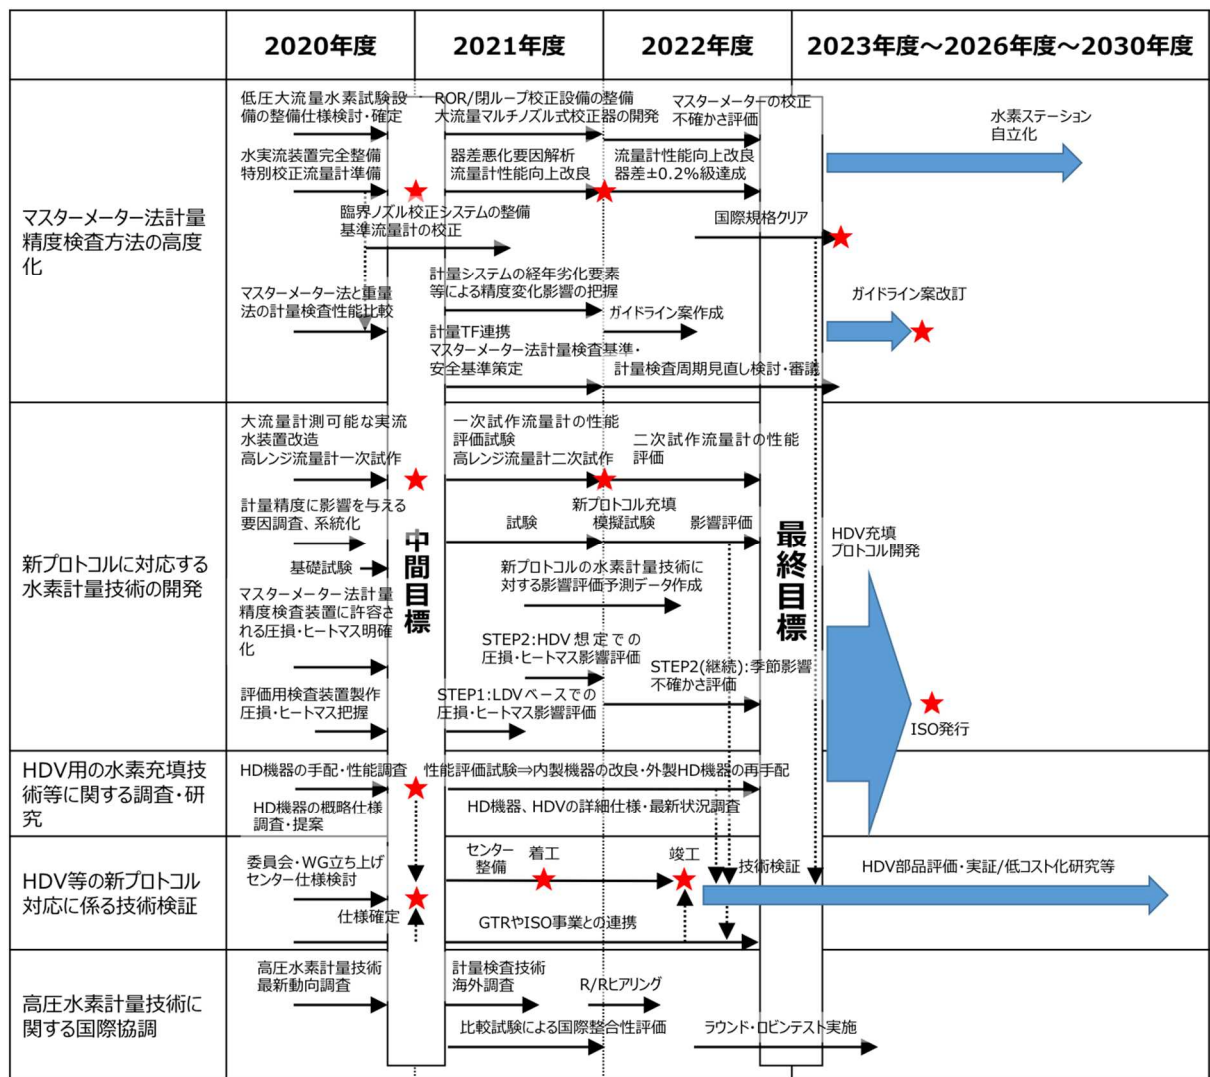 2020年度
2021年度
2022年度
2023年度～2026年度～2030年度
マスターメーター法計量
精度検査方法の高度
化
低圧大流量水素試験設
備の整備仕様検討・確定
ROR/閉ループ校正設備の整備
大流量マルチノズル式校正器の開発
マスターメーターの校正
不確かさ評価
水素ステーション
自立化
水実流装置完全整備
特別校正流量計準備
器差悪化要因解析
流量計性能向上改良
流量計性能向上改良
器差±0.2%級達成
臨界ノズル校正システムの整備
基準流量計の校正
国際規格クリア
マスターメーター法と重量
法の計量検査性能比較
計量システムの経年劣化要素
等による精度変化影響の把握
ガイドライン案作成
ガイドライン案改訂
計量TF連携
マスターメーター法計量検査基準・
安全基準策定
計量検査周期見直し検討・審議
新プロトコルに対応する
水素計量技術の開発
大流量計測可能な実流
水装置改造
高レンジ流量計一次試作
一次試作流量計の性能
評価試験
高レンジ流量計二次試作
二次試作流量計の性能
評価
計量精度に影響を与える
要因調査、系統化
試験
新プロトコル充填
模擬試験
影響評価
基礎試験
新プロトコルの水素計量技術に
対する影響評価予測データ作成
マスターメーター法計量
精度検査装置に許容さ
れる圧損・ヒートマス明確
化
STEP2:HDV想定での
圧損・ヒートマス影響評価
STEP2(継続):季節影響
不確かさ評価
評価用検査装置製作
圧損・ヒートマス把握
STEP1:LDVベースでの
圧損・ヒートマス影響評価
中間目標
最終目標
HDV充填
プロトコル開発
ISO発行
HDV用の水素充填技
術等に関する調査・研
究
HD機器の手配・性能調査
性能評価試験⇒内製機器の改良・外製HD機器の再手配
HD機器の概略仕様
調査・提案
HD機器、HDVの詳細仕様・最新状況調査
HDV等の新プロトコル
対応に係る技術検証
委員会・WG立ち上げ
センター仕様検討
センター
整備
着工
竣工
技術検証
HDV部品評価・実証/低コスト化研究等
仕様確定
GTRやISO事業との連携
高圧水素計量技術に
関する国際協調
高圧水素計量技術
最新動向調査
計量検査技術
海外調査
R/Rヒアリング
比較試験による国際整合性評価
ラウンド・ロビンテスト実施